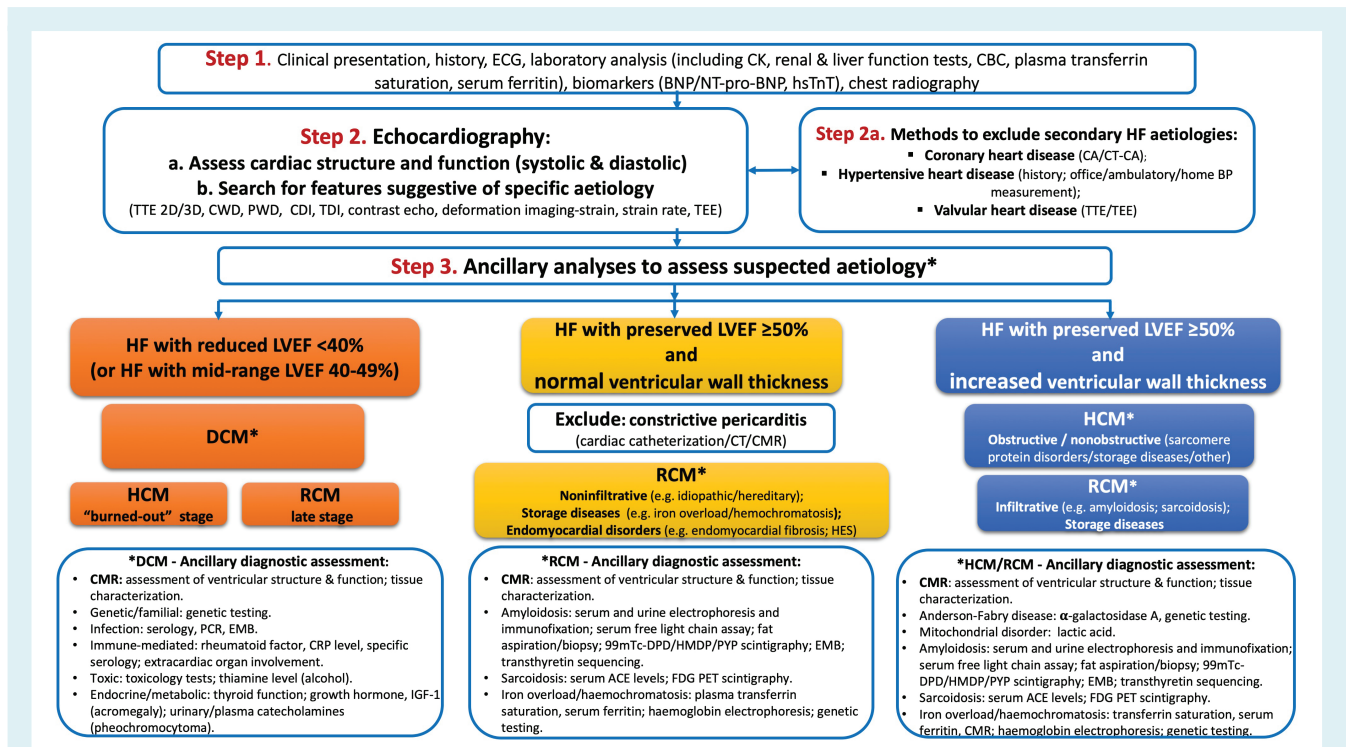 Step 1. Clinical presentation, history, ECG, laboratory analysis (including CK, renal & liver function tests, CBC, plasma transferrin
saturation, serum ferritin), biomarkers (BNP/NT-pro-BNP, hsTnT), chest radiography
Step 2. Echocardiography:
a. Assess cardiac structure and function (systolic & diastolic)
b. Search for features suggestive of specific aetiology
(TTE 2D/3D, CWD, PWD, CDI, TDI, contrast echo, deformation imaging-strain, strain rate, TEE)
Step 2a. Methods to exclude secondary HF aetiologies:
▪ Coronary heart disease (CA/CT-CA);
▪ Hypertensive heart disease (history; office/ambulatory/home BP
measurement);
▪ Valvular heart disease (TTE/TEE)
Step 3. Ancillary analyses to assess suspected aetiology*
HF with reduced LVEF <40%
(or HF with mid-range LVEF 40-49%)
DCM*
HCM
“burned-out” stage
RCM
late stage
*DCM - Ancillary diagnostic assessment:
• CMR: assessment of ventricular structure & function; tissue
characterization.
• Genetic/familial: genetic testing.
• Infection: serology, PCR, EMB.
• Immune-mediated: rheumatoid factor, CRP level, specific
serology; extracardiac organ involvement.
• Toxic: toxicology tests; thiamine level (alcohol).
• Endocrine/metabolic: thyroid function; growth hormone, IGF-1
(acromegaly); urinary/plasma catecholamines
(pheochromocytoma).
HF with preserved LVEF ≥50%
and
normal ventricular wall thickness
Exclude: constrictive pericarditis
(cardiac catheterization/CT/CMR)
RCM*
Noninfiltrative (e.g. idiopathic/hereditary);
Storage diseases (e.g. iron overload/hemochromatosis);
Endomyocardial disorders (e.g. endomyocardial fibrosis; HES)
*RCM - Ancillary diagnostic assessment:
• CMR: assessment of ventricular structure & function; tissue
characterization.
• Amyloidosis: serum and urine electrophoresis and
immunofixation; serum free light chain assay; fat
aspiration/biopsy; 99mTc-DPD/HMDP/PYP scintigraphy; EMB;
transthyretin sequencing.
• Sarcoidosis: serum ACE levels; FDG PET scintigraphy.
• Iron overload/haemochromatosis: plasma transferrin
saturation, serum ferritin; haemoglobin electrophoresis; genetic
testing.
HF with preserved LVEF ≥50%
and
increased ventricular wall thickness
HCM*
Obstructive / nonobstructive (sarcomere
protein disorders/storage diseases/other)
RCM*
Infiltrative (e.g. amyloidosis; sarcoidosis);
Storage diseases
*HCM/RCM - Ancillary diagnostic assessment:
• CMR: assessment of ventricular structure & function; tissue
characterization.
• Anderson-Fabry disease: α-galactosidase A, genetic testing.
• Mitochondrial disorder: lactic acid.
• Amyloidosis: serum and urine electrophoresis and immunofixation;
serum free light chain assay; fat aspiration/biopsy; 99mTc-
DPD/HMDP/PYP scintigraphy; EMB; transthyretin sequencing.
• Sarcoidosis: serum ACE levels; FDG PET scintigraphy.
• Iron overload/haemochromatosis: transferrin saturation, serum
ferritin, CMR; haemoglobin electrophoresis; genetic testing.